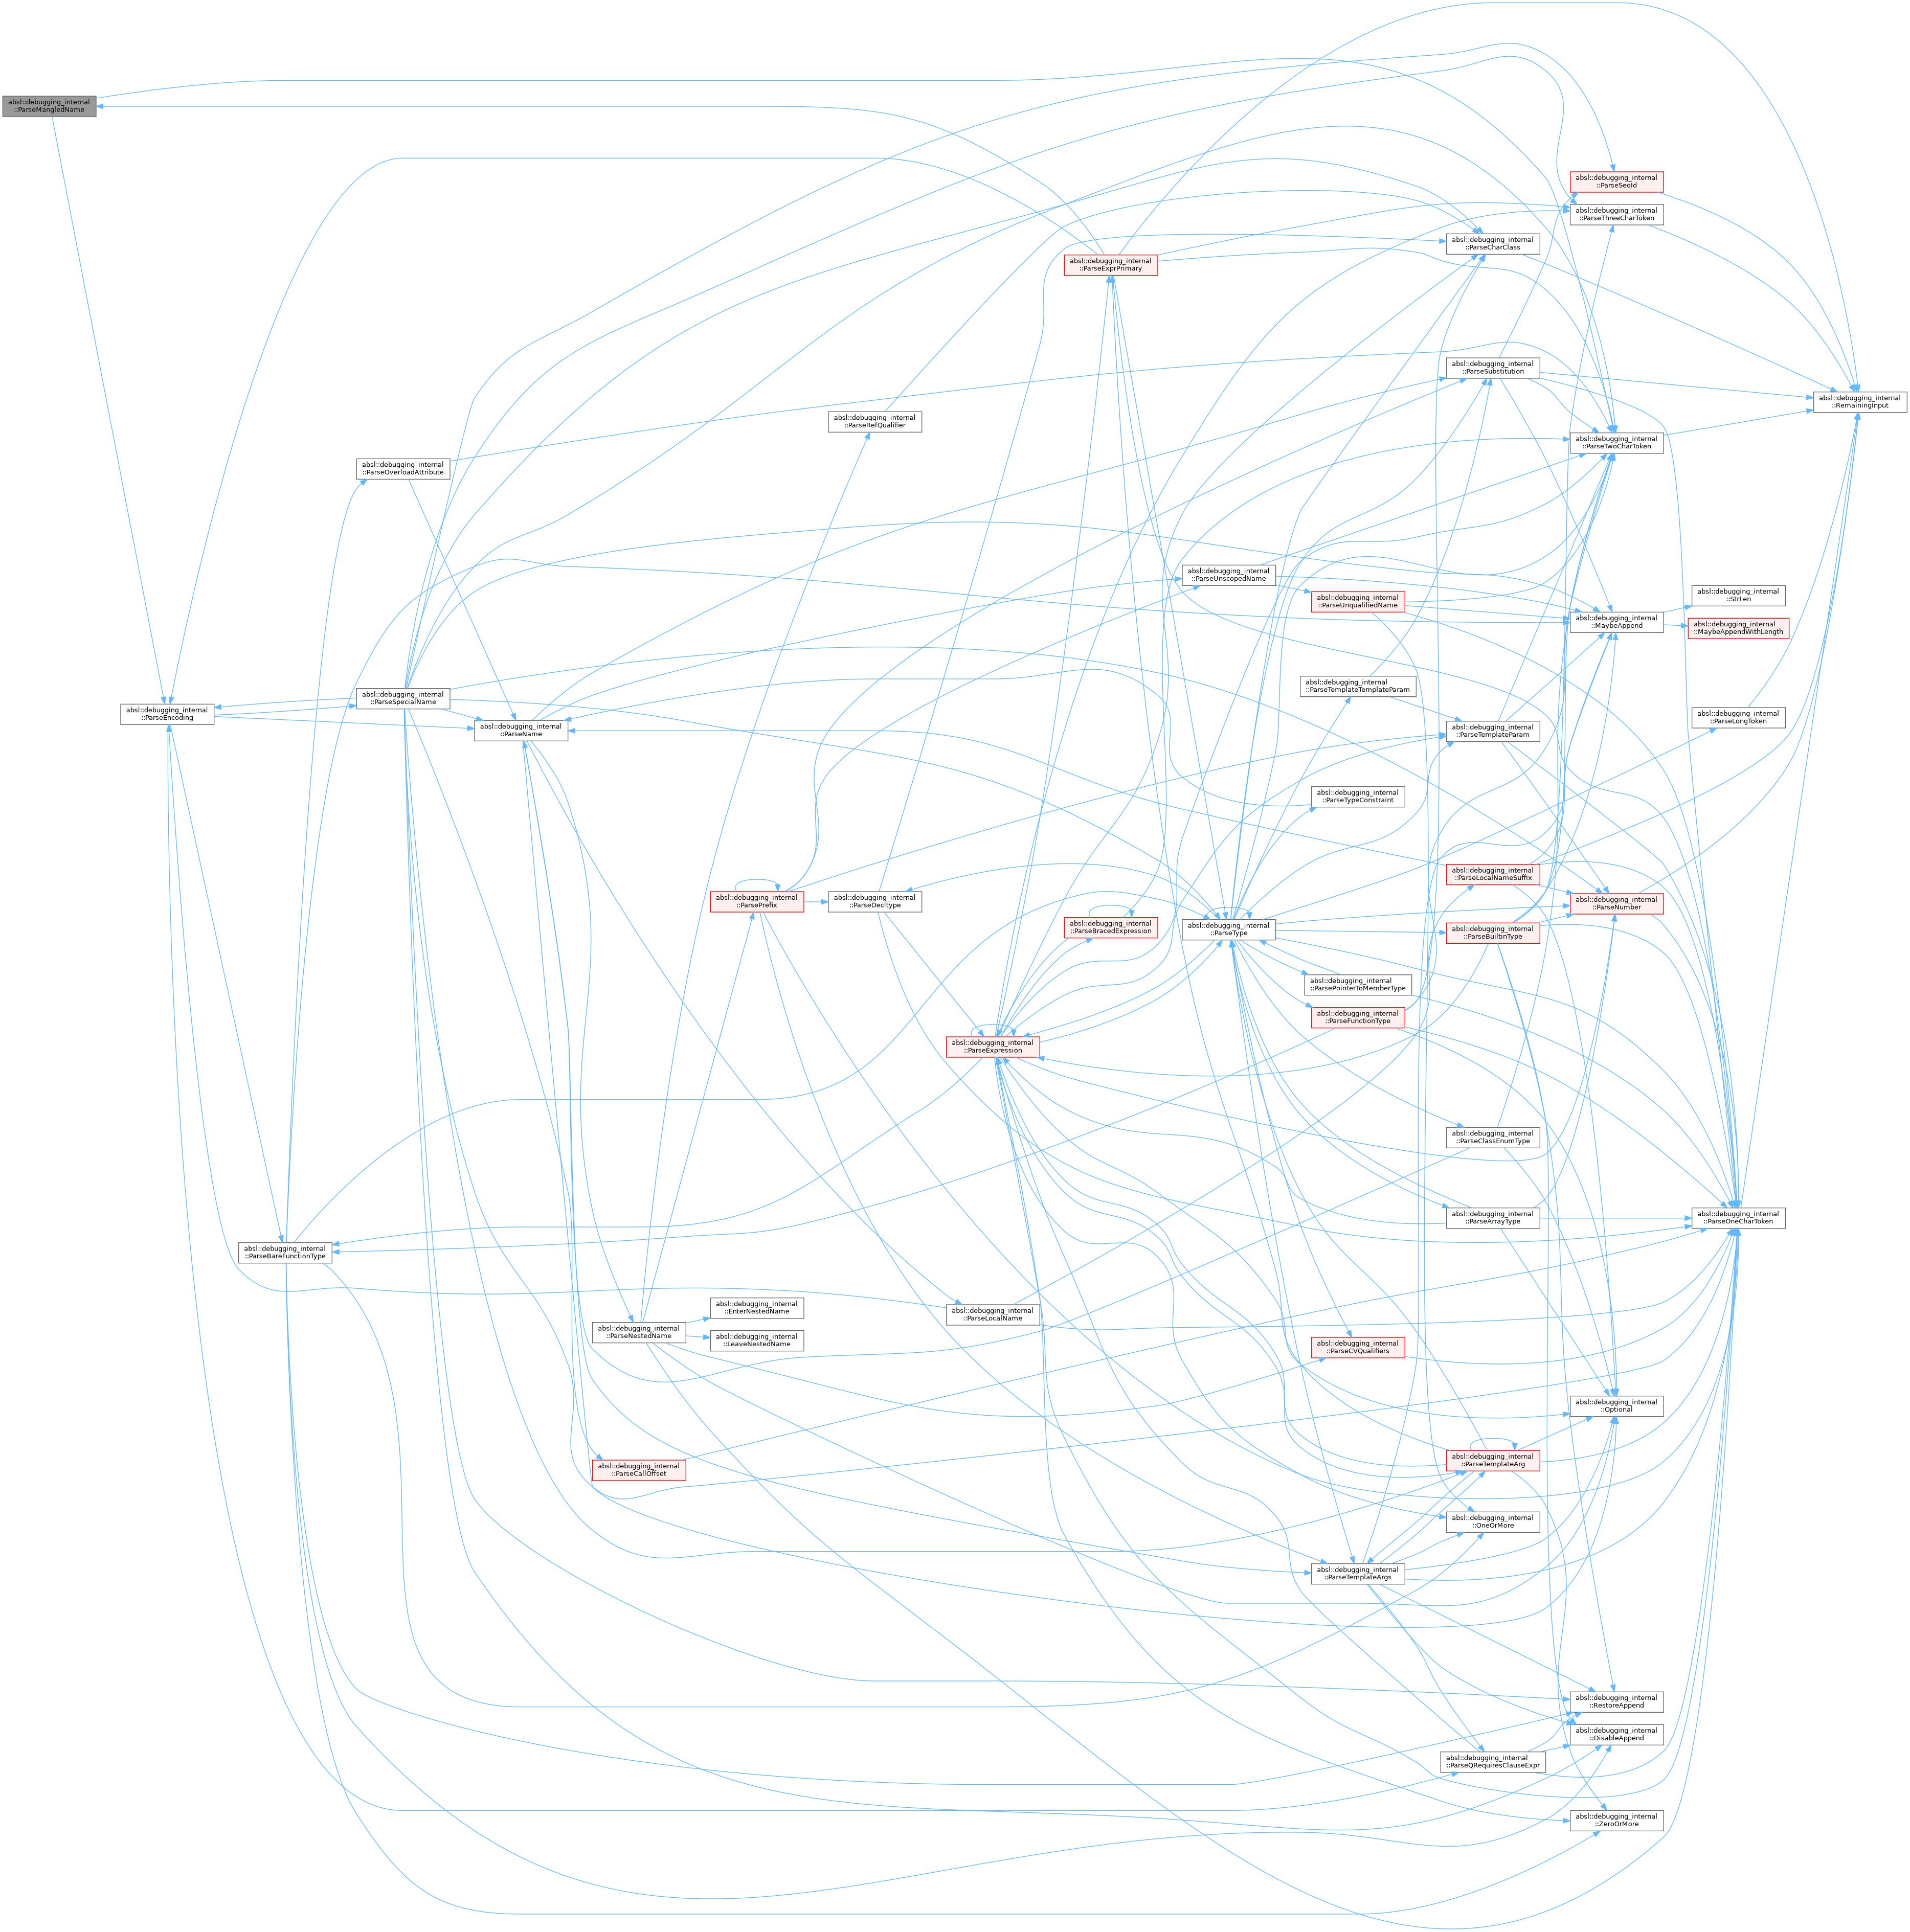 absl::debugging_internal
::ParseMangledName
absl::debugging_internal
::ParseSeqId
absl::debugging_internal
::ParseThreeCharToken
absl::debugging_internal
::ParseCharClass
absl::debugging_internal
::ParseExprPrimary
absl::debugging_internal
::ParseSubstitution
absl::debugging_internal
::RemainingInput
absl::debugging_internal
::ParseRefQualifier
absl::debugging_internal
::ParseTwoCharToken
absl::debugging_internal
::ParseOverloadAttribute
absl::debugging_internal
::ParseUnscopedName
absl::debugging_internal
::StrLen
absl::debugging_internal
::ParseUnqualifiedName
absl::debugging_internal
::MaybeAppend
absl::debugging_internal
::MaybeAppendWithLength
absl::debugging_internal
::ParseTemplateTemplateParam
absl::debugging_internal
::ParseSpecialName
absl::debugging_internal
::ParseEncoding
absl::debugging_internal
::ParseLongToken
absl::debugging_internal
::ParseName
absl::debugging_internal
::ParseTemplateParam
absl::debugging_internal
::ParseTypeConstraint
absl::debugging_internal
::ParseLocalNameSuffix
absl::debugging_internal
::ParsePrefix
absl::debugging_internal
::ParseDecltype
absl::debugging_internal
::ParseNumber
absl::debugging_internal
::ParseBracedExpression
absl::debugging_internal
::ParseType
absl::debugging_internal
::ParseBuiltinType
absl::debugging_internal
::ParsePointerToMemberType
absl::debugging_internal
::ParseFunctionType
absl::debugging_internal
::ParseExpression
absl::debugging_internal
::ParseClassEnumType
absl::debugging_internal
::ParseArrayType
absl::debugging_internal
::ParseOneCharToken
absl::debugging_internal
::ParseBareFunctionType
absl::debugging_internal
::EnterNestedName
absl::debugging_internal
::ParseLocalName
absl::debugging_internal
::ParseNestedName
absl::debugging_internal
::LeaveNestedName
absl::debugging_internal
::ParseCVQualifiers
absl::debugging_internal
::Optional
absl::debugging_internal
::ParseCallOffset
absl::debugging_internal
::ParseTemplateArg
absl::debugging_internal
::OneOrMore
absl::debugging_internal
::ParseTemplateArgs
absl::debugging_internal
::RestoreAppend
absl::debugging_internal
::DisableAppend
absl::debugging_internal
::ParseQRequiresClauseExpr
absl::debugging_internal
::ZeroOrMore